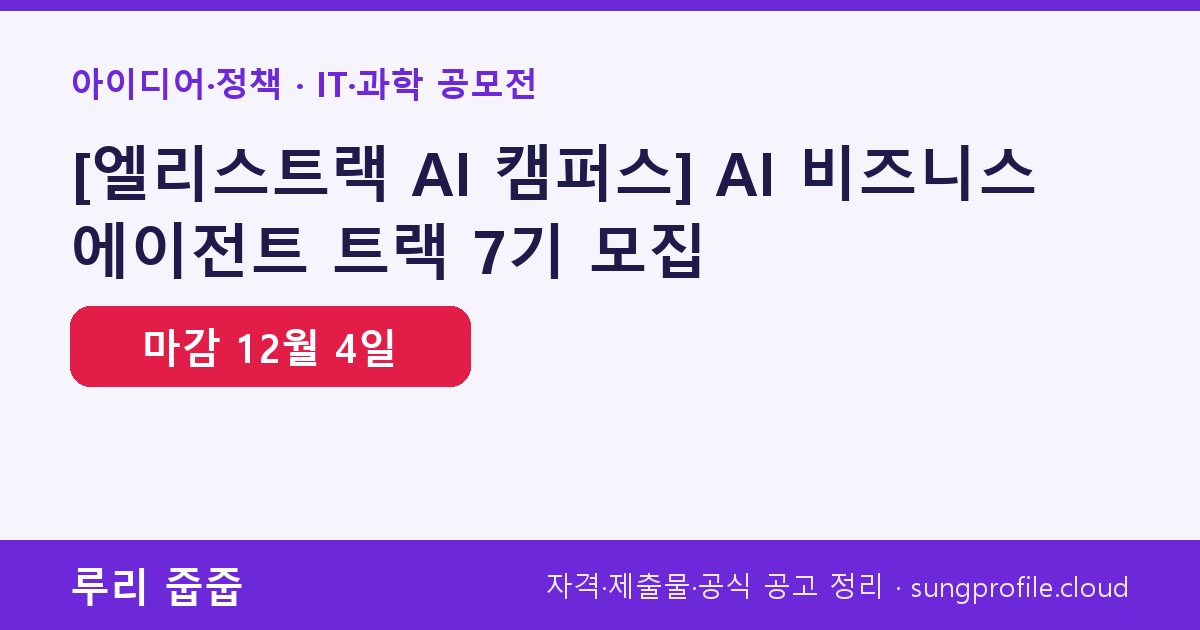 아이디어·정책 · IT·과학 공모전
[엘리스트랙 AI 캠퍼스] AI 비즈니스
에이전트 트랙 7기 모집
마감 12월 4일
루리 줍줍
자격·제출물·공식 공고 정리 · sungprofile.cloud